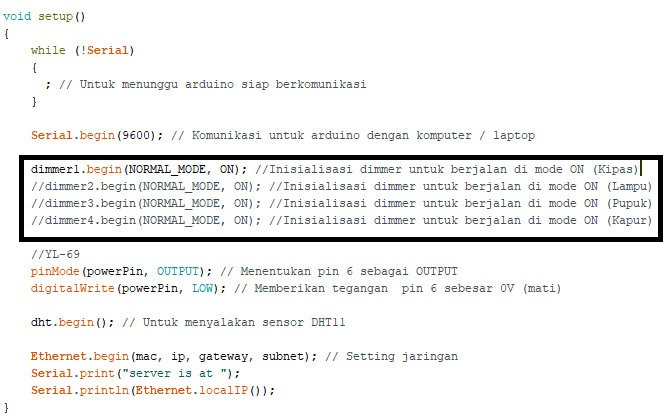 void setup()
{
while (!Serial)
{
; // Untuk menunggu arduino siap berkomunikasi
}
Serial.begin(9600); // Komunikasi untuk arduino dengan komputer / laptop
dimmer1.begin(NORMAL_MODE, ON); //Inisialisasi dimmer untuk berjalan di mode ON (Kipas)
//dimmer2.begin(NORMAL_MODE, ON); //Inisialisasi dimmer untuk berjalan di mode ON (Lampu)
//dimmer3.begin(NORMAL_MODE, ON); //Inisialisasi dimmer untuk berjalan di mode ON (Pupuk)
//dimmer4.begin(NORMAL_MODE, ON); //Inisialisasi dimmer untuk berjalan di mode ON (Kapur)
//YL-69
pinMode(powerPin, OUTPUT); // Menentukan pin 6 sebagai OUTPUT
digitalWrite(powerPin, LOW); // Memberikan tegangan  pin 6 sebesar 0V (mati)
dht.begin(); // Untuk menyalakan sensor DHT11
Ethernet.begin(mac, ip, gateway, subnet); // Setting jaringan
Serial.print("server is at ");
Serial.println(Ethernet.localIP());
}